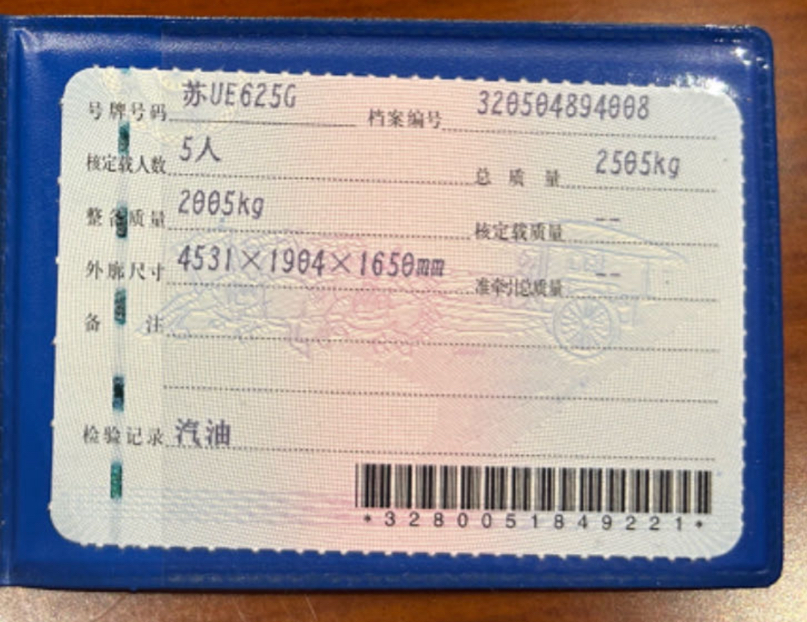 号牌号码 苏UE625G 档案编号 320504894008
核定载人数 5人 总质量 2505kg
整备质量 2005kg 核定载质量 --
外廓尺寸 4531×1904×1650mm 准牵引总质量 --
备注
检验记录 汽油
*3280051849221*